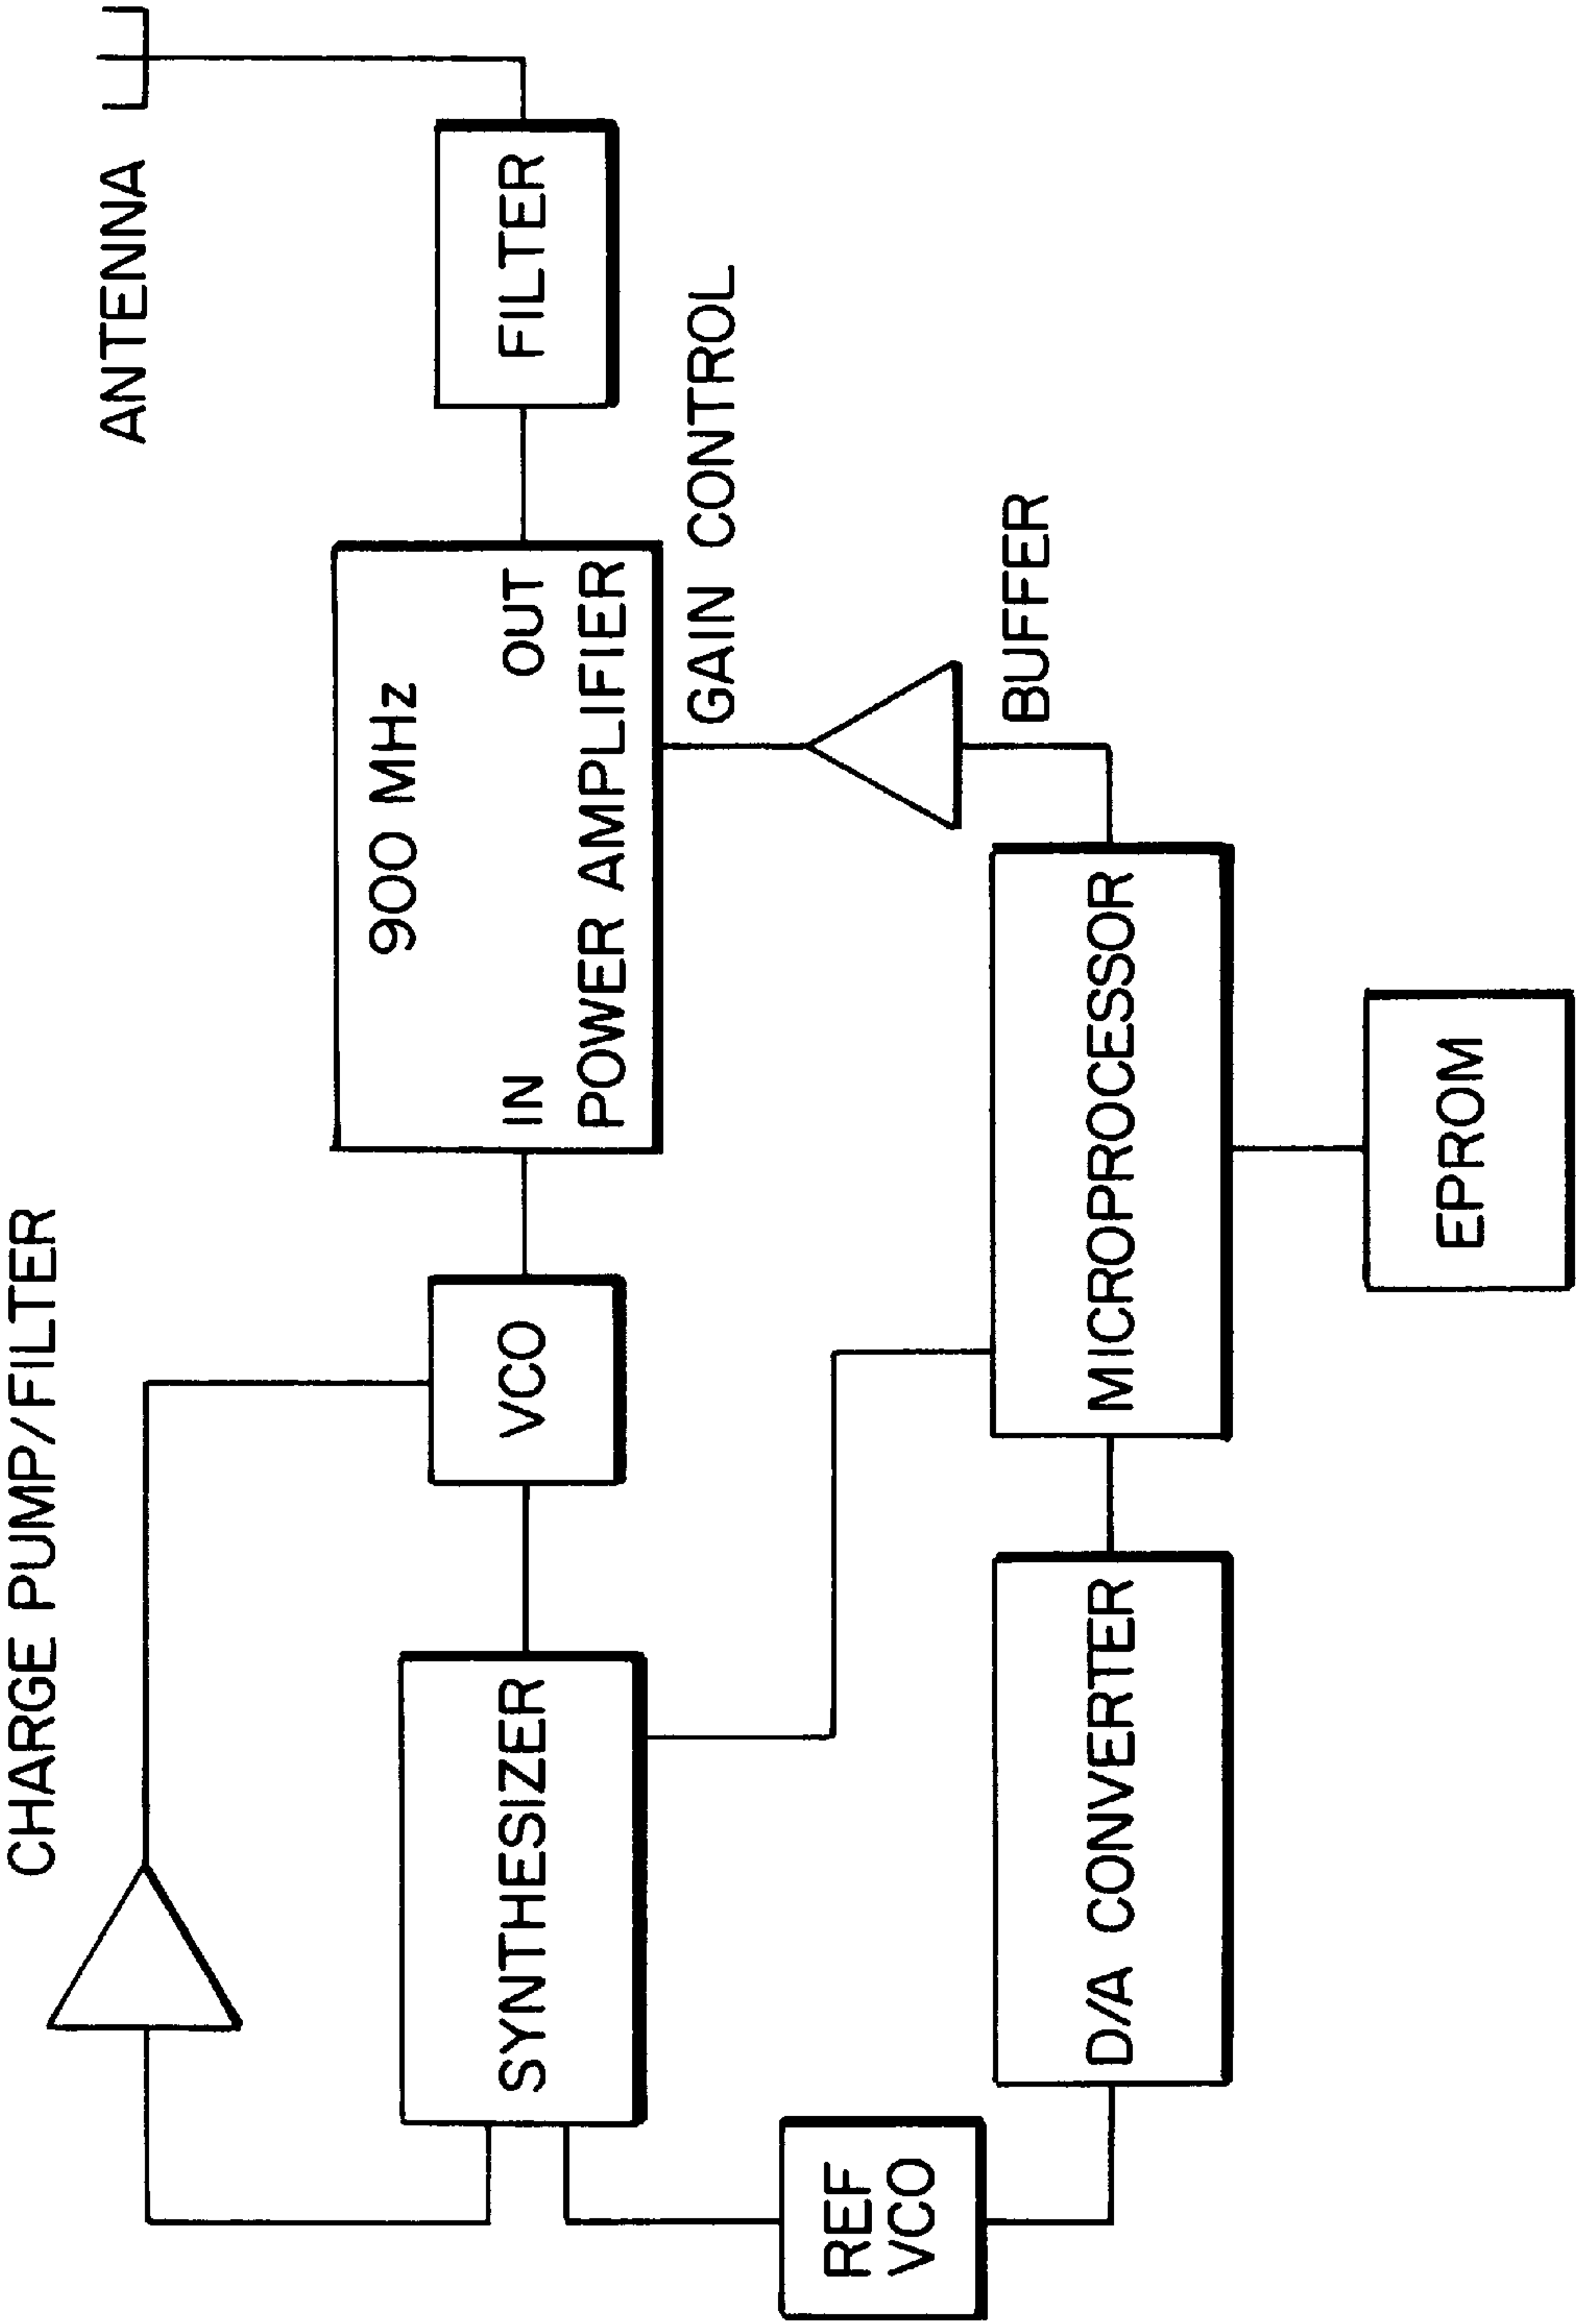 CHARGE PUMP/FILTER
ANTENNA
900 MHz
IN
OUT
POWER AMPLIFIER
FILTER
VCO
SYNTHESIZER
GAIN CONTROL
REF
VCO
BUFFER
D/A CONVERTER
MICROPROCESSOR
EPROM